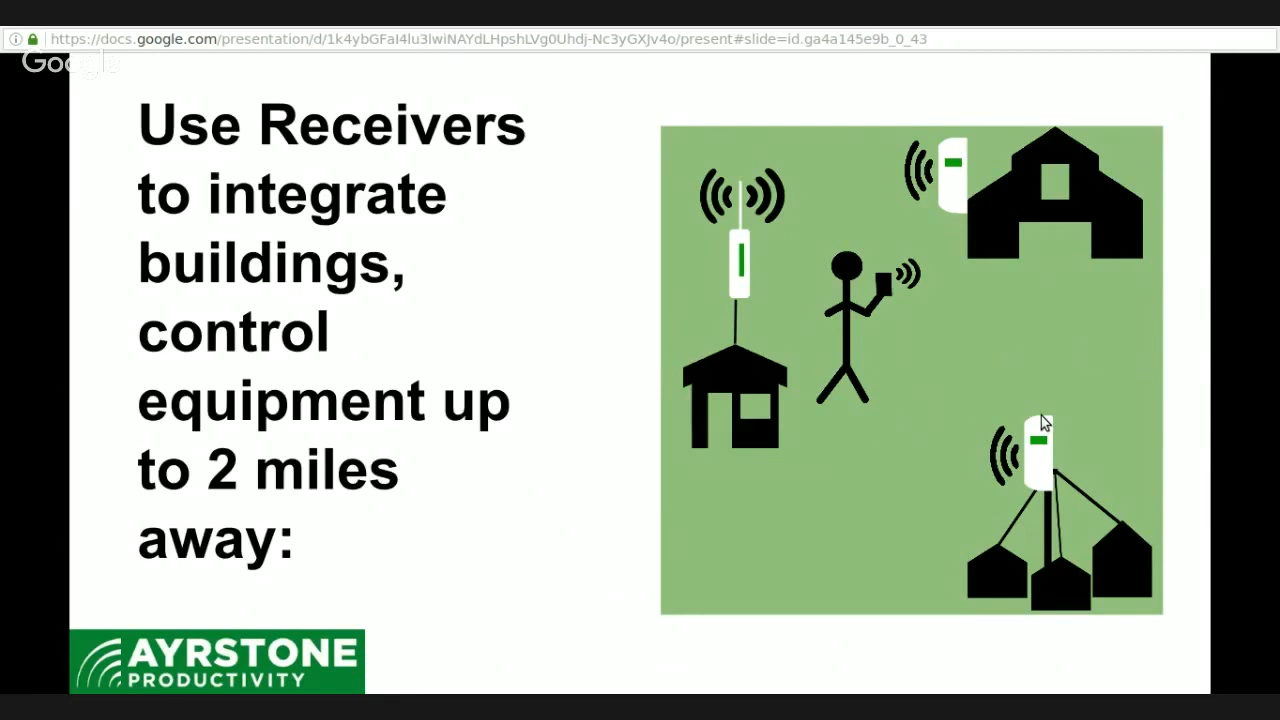 https://docs.google.com/presentation/d/1k4ybGFaI4lu3lwiNAYdLHpshLVg0Uhdj-Nc3yGXJv4o/present#slide=id.ga4a145e9b_0_43
Google
Use Receivers
to integrate
buildings,
control
equipment up
to 2 miles
away:
AYRSTONE
PRODUCTIVITY